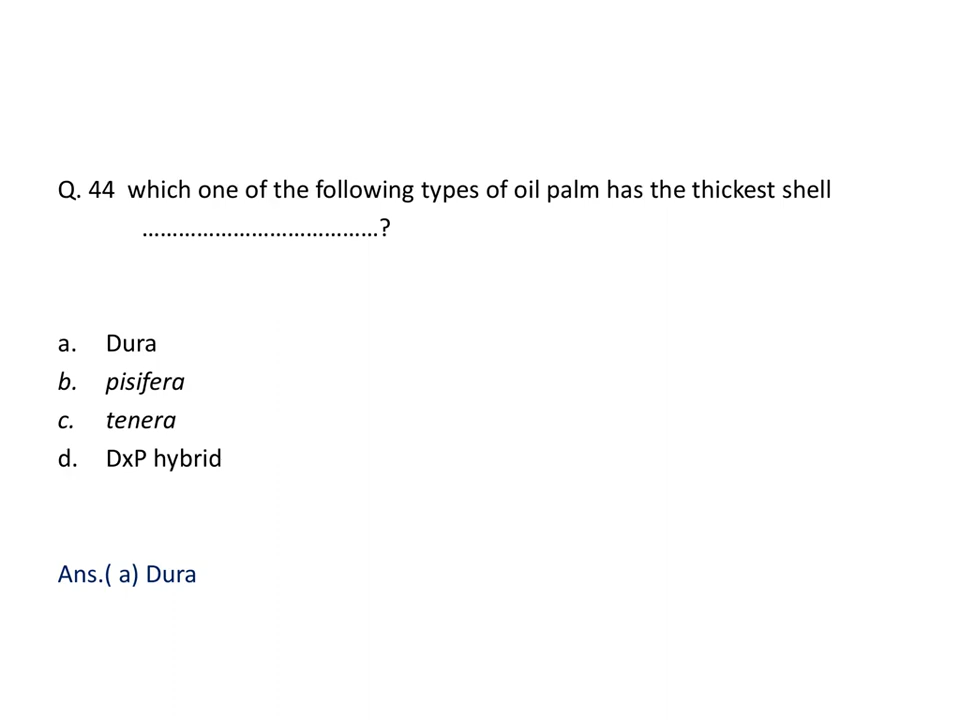 Q. 44 which one of the following types of oil palm has the thickest shell
…………………………………?
a. Dura
b. pisifera
c. tenera
d. DxP hybrid
Ans.( a) Dura